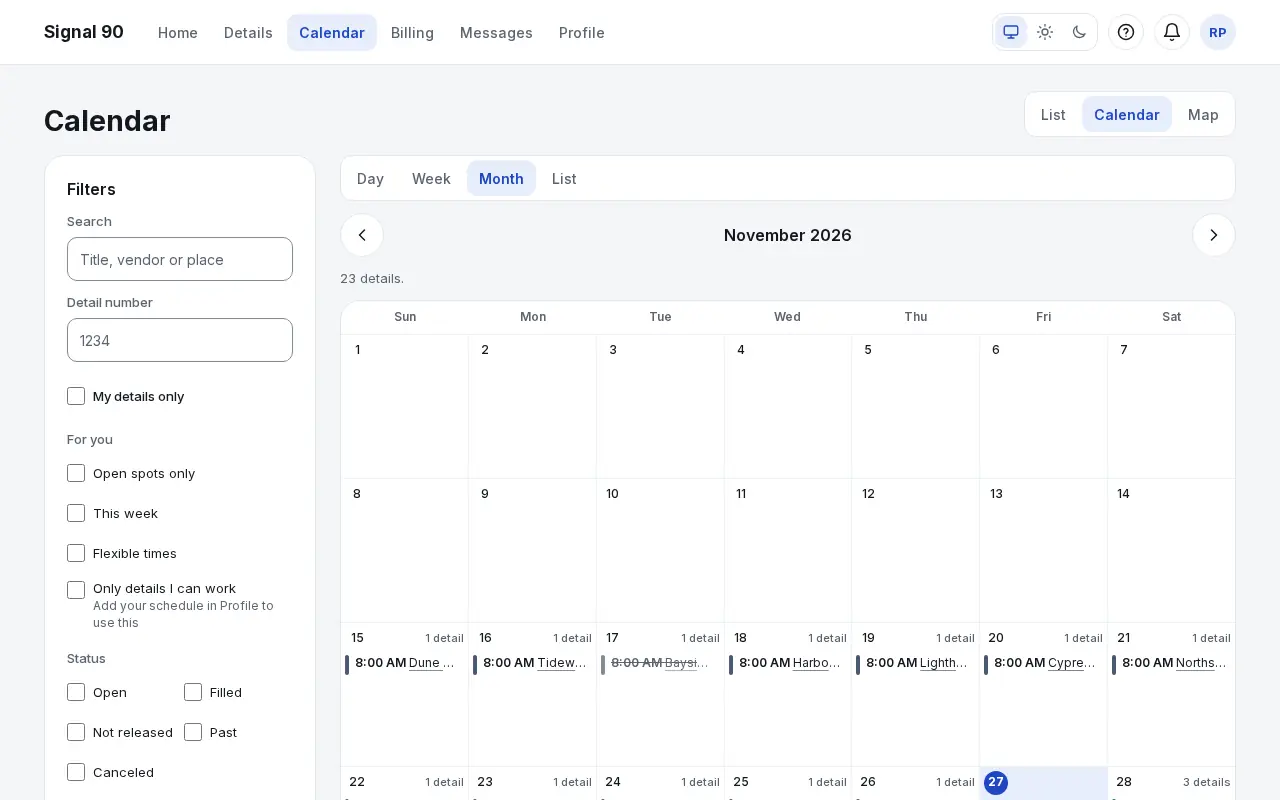 Signal 90 Home Details Calendar Billing Messages Profile RP
Calendar
List Calendar Map
Filters
Search
Title, vendor or place
Detail number
1234
My details only
For you
Open spots only
This week
Flexible times
Only details I can work
Add your schedule in Profile to
use this
Status
Open Filled
Not released Past
Canceled
Day Week Month List
November 2026
23 details.
Sun Mon Tue Wed Thu Fri Sat
1 2 3 4 5 6 7
8 9 10 11 12 13 14
15 1 detail 16 1 detail 17 1 detail 18 1 detail 19 1 detail 20 1 detail 21 1 detail
8:00 AM Dune ... 8:00 AM Tidew... 8:00 AM Baysi... 8:00 AM Harbo... 8:00 AM Lighth... 8:00 AM Cypre... 8:00 AM Norths...
22 1 detail 23 1 detail 24 1 detail 25 1 detail 26 1 detail 27 28 3 details